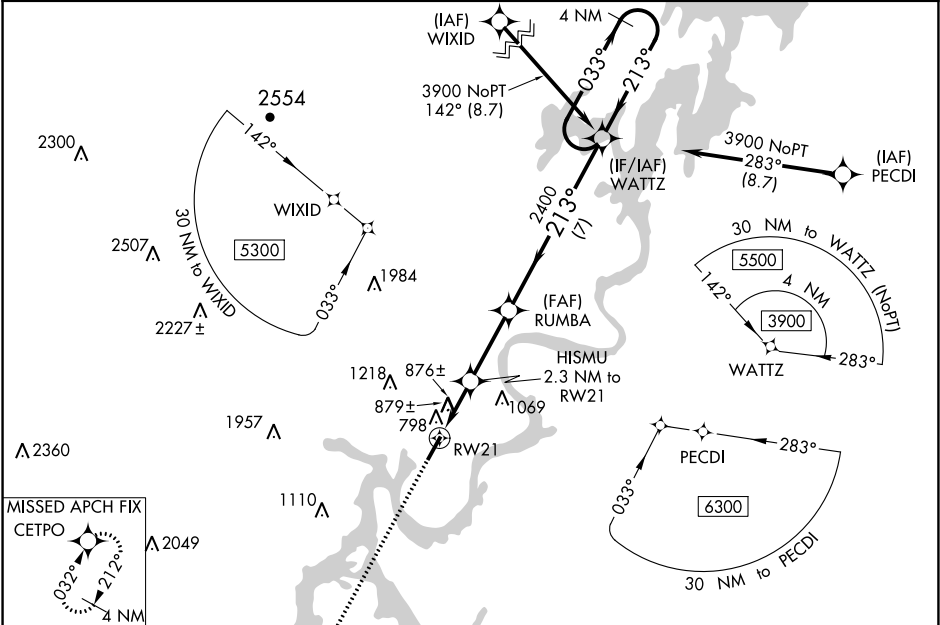 (IAF)
WIXID
4 NM
033°
213°
3900 NoPT
142° (8.7)
2554
2300
142°
WIXID
30 NM to WIXID
5300
033°
2507
2227±
1984
(IF/IAF)
WATTZ
3900 NoPT
283°
(8.7)
(IAF)
PECDI
2400
213°
(7)
30 NM to WATTZ (NoPT)
5500
4 NM
142°
3900
283°
WATTZ
(FAF)
RUMBA
HISMU
2.3 NM to
RW21
1218
876±
879±
798
1069
RW21
1957
2360
1110
PECDI
283°
033°
6300
30 NM to PECDI
MISSED APCH FIX
CETPO
032°
212°
4 NM
2049